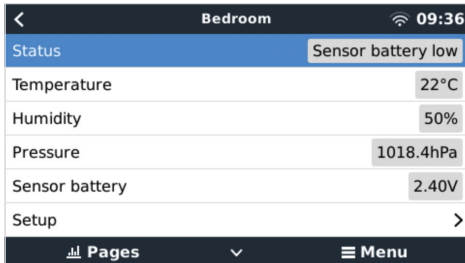 Bedroom 09:36
Status Sensor battery low
Temperature 22°C
Humidity 50%
Pressure 1018.4hPa
Sensor battery 2.40V
Setup
Pages Menu